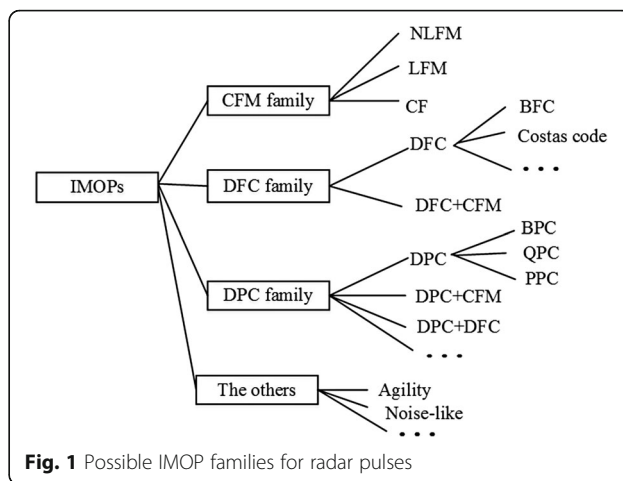 NLFM
LFM
CFM family
CF
BFC
DFC
Costas code
• • •
IMOPs
DFC family
DFC+CFM
BPC
DPC
QPC
PPC
DPC family
DPC+CFM
DPC+DFC
• • •
The others
Agility
Noise-like
• • •
Fig. 1 Possible IMOP families for radar pulses